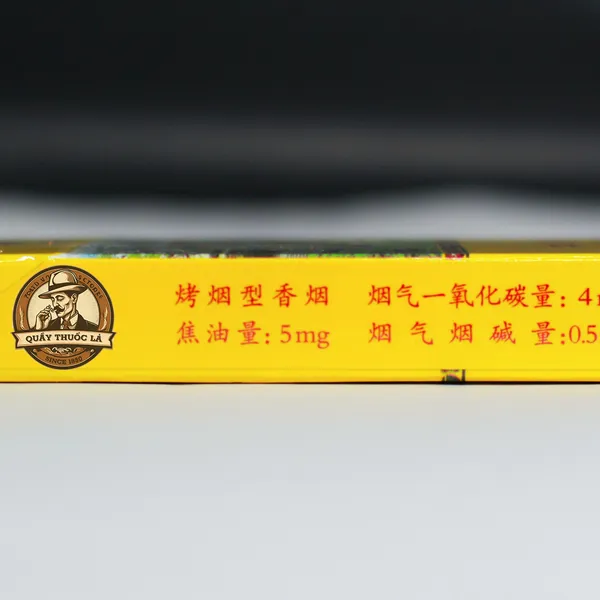 烤烟型香烟 烟气一氧化碳量: 4
焦油量: 5mg 烟气烟碱量:0.5
QUẦY THUỐC LÁ
SINCE 1980